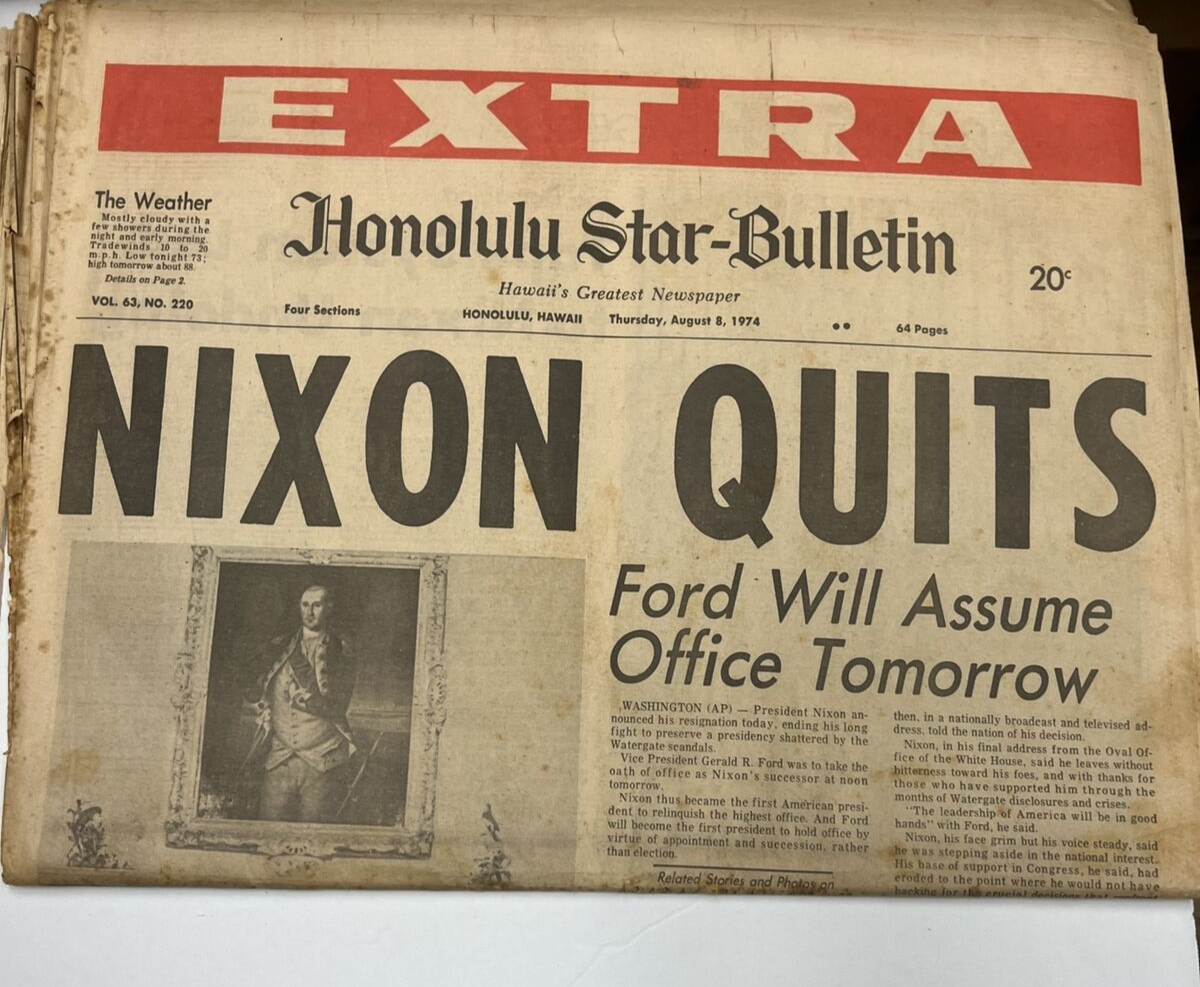 EXTRA
The Weather
Mostly cloudy with a
few showers during the
night and early morning.
Tradewinds 10 to 20
m.p.h. Low tonight 73;
high tomorrow about 88.
Details on Page 2.
Honolulu Star-Bulletin
20¢
Hawaii's Greatest Newspaper
VOL. 63, NO. 220
Four Sections
HONOLULU, HAWAII
Thursday, August 8, 1974
●●
64 Pages
NIXON QUITS
Ford Will Assume
Office Tomorrow
WASHINGTON (AP) — President Nixon an-
nounced his resignation today, ending his long
fight to preserve a presidency shattered by the
Watergate scandals.
Vice President Gerald R. Ford was to take the
oath of office as Nixon's successor at noon
tomorrow.
Nixon thus became the first American presi-
dent to relinquish the highest office. And Ford
will become the first president to hold office by
virtue of appointment and succession, rather
than election.
Related Stories and Photos on
then, in a nationally broadcast and televised ad-
dress, told the nation of his decision.
Nixon, in his final address from the Oval Of-
fice of the White House, said he leaves without
bitterness toward his foes, and with thanks for
those who have supported him through the
months of Watergate disclosures and crises.
"The leadership of America will be in good
hands" with Ford, he said.
Nixon, his face grim but his voice steady, said
he was stepping aside in the national interest.
His base of support in Congress, he said, had
eroded to the point where he would not have
backing for the crucial decisions that confront